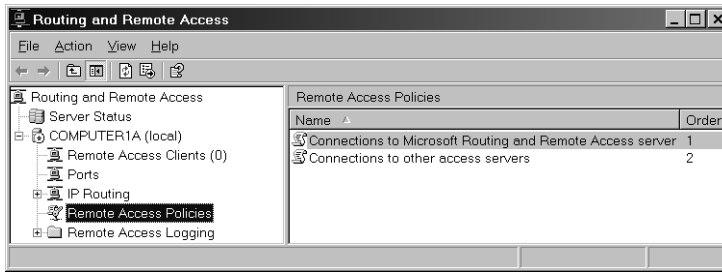 Routing and Remote Access
File Action View Help
Routing and Remote Access
Server Status
COMPUTER1A (local)
Remote Access Clients (0)
Ports
IP Routing
Remote Access Policies
Remote Access Logging
Remote Access Policies
Name Order
Connections to Microsoft Routing and Remote Access server 1
Connections to other access servers 2